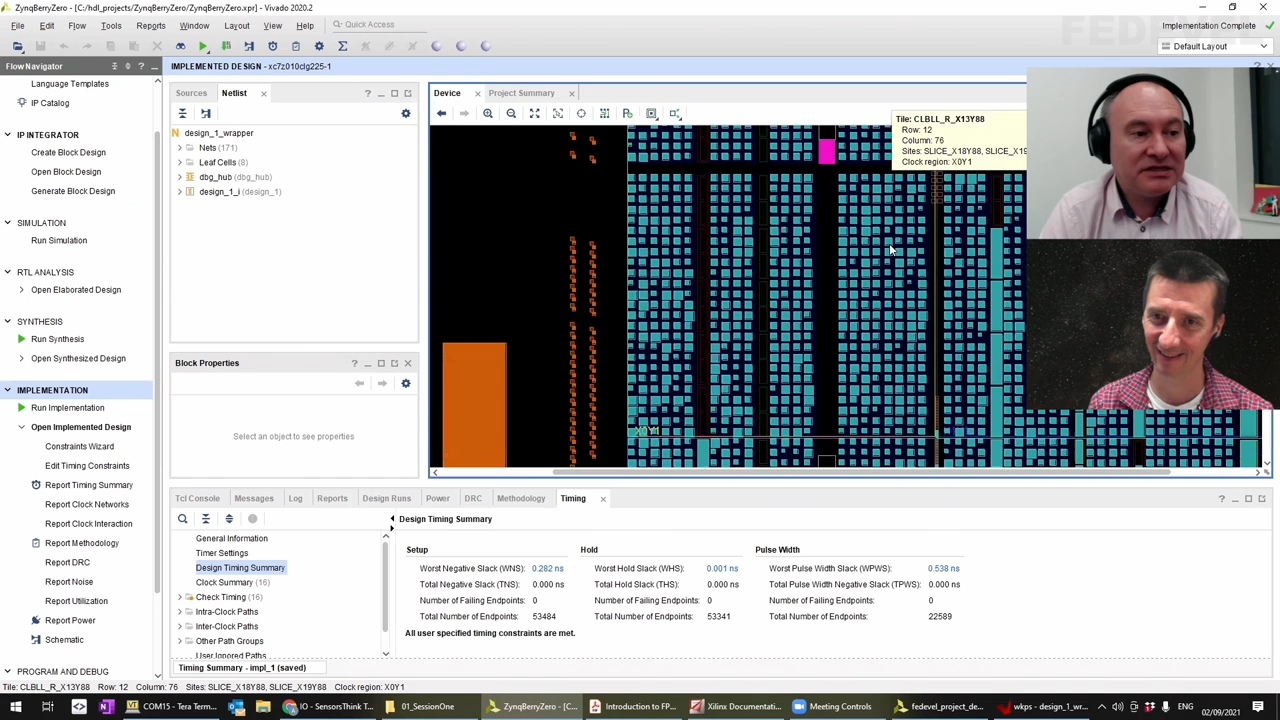 ZynqBerryZero - [C:/hdl_projects/ZynqBerryZero/ZynqBerryZero.xpr] - Vivado 2020.2
File Edit Flow Tools Reports Window Layout View Help Quick Access
Implementation Complete
FEDEVEL
Default Layout
Flow Navigator
IMPLEMENTED DESIGN - xc7z010clg225-1
Language Templates
IP Catalog
IP INTEGRATOR
Create Block Design
Open Block Design
Generate Block Design
SIMULATION
Run Simulation
RTL ANALYSIS
Open Elaborated Design
SYNTHESIS
Run Synthesis
Open Synthesized Design
IMPLEMENTATION
Run Implementation
Open Implemented Design
Constraints Wizard
Edit Timing Constraints
Report Timing Summary
Report Clock Networks
Report Clock Interaction
Report Methodology
Report DRC
Report Noise
Report Utilization
Report Power
Schematic
PROGRAM AND DEBUG
Sources Netlist
design_1_wrapper
Nets (171)
Leaf Cells (8)
dbg_hub (dbg_hub)
design_1_i (design_1)
Block Properties
Select an object to see properties
Device Project Summary
Tile: CLBLL_R_X13Y88
Row: 12
Column: 76
Sites: SLICE_X18Y88, SLICE_X19
Clock region: X0Y1
X0Y1
Tcl Console Messages Log Reports Design Runs Power DRC Methodology Timing
General Information
Timer Settings
Design Timing Summary
Clock Summary (16)
Check Timing (16)
Intra-Clock Paths
Inter-Clock Paths
Other Path Groups
User Ignored Paths
Timing Summary - impl_1 (saved)
Design Timing Summary
Setup Hold Pulse Width
Worst Negative Slack (WNS): 0.282 ns Worst Hold Slack (WHS): 0.001 ns Worst Pulse Width Slack (WPWS): 0.538 ns
Total Negative Slack (TNS): 0.000 ns Total Hold Slack (THS): 0.000 ns Total Pulse Width Negative Slack (TPWS): 0.000 ns
Number of Failing Endpoints: 0 Number of Failing Endpoints: 0 Number of Failing Endpoints: 0
Total Number of Endpoints: 53484 Total Number of Endpoints: 53341 Total Number of Endpoints: 22589
All user specified timing constraints are met.
Tile: CLBLL_R_X13Y88 Row: 12 Column: 76 Sites: SLICE_X18Y88, SLICE_X19Y88 Clock region: X0Y1
COM15 - Tera Term ... IO - SensorsThink T... 01_SessionOne ZynqBerryZero - [C:... Introduction to FP... Xilinx Documentati... Meeting Controls fedevel_project_de... wkps - design_1_wr... ENG 02/09/2021